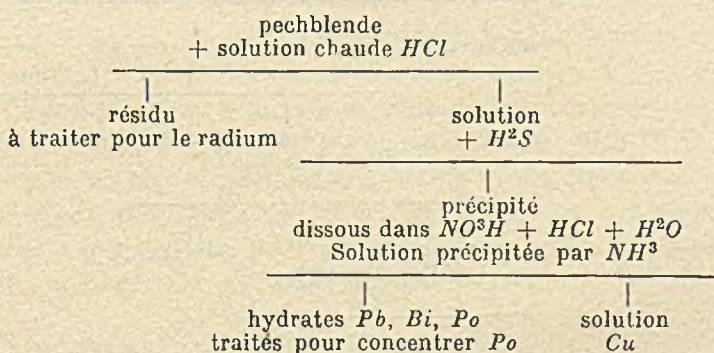 pechblende
+ solution chaude HCl
résidu
à traiter pour le radium
solution
+ H²S
précipité
dissous dans NO³H + HCl + H²O
Solution précipitée par NH³
hydrates Pb, Bi, Po
traités pour concentrer Po
solution
Cu